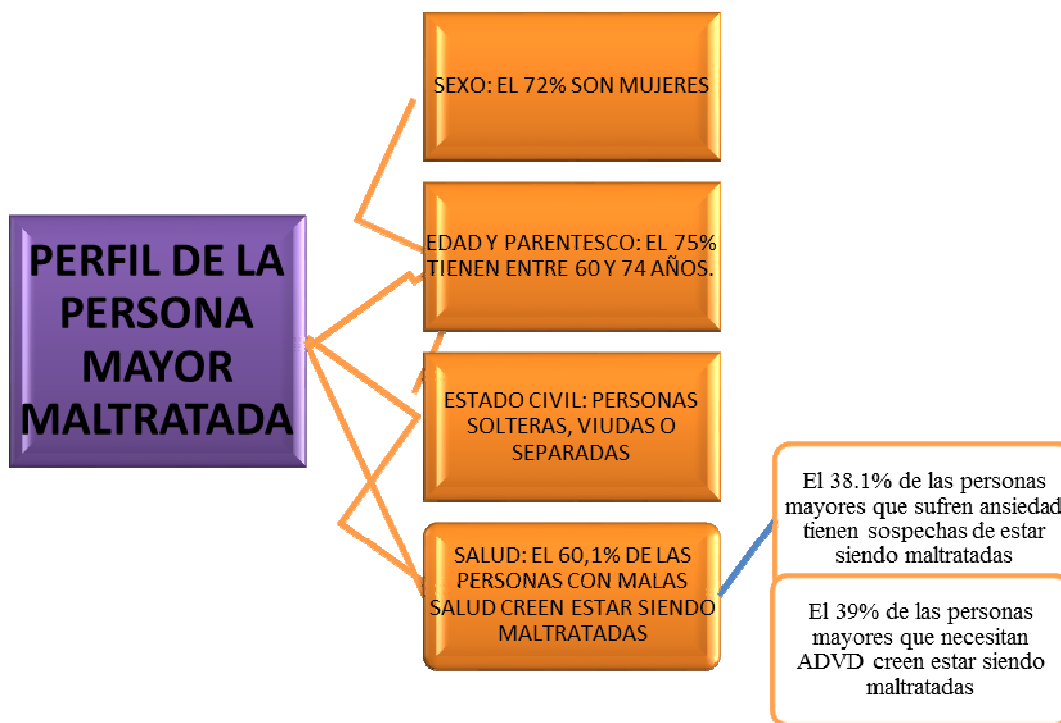 PERFIL DE LA
PERSONA
MAYOR
MALTRATADA
SEXO: EL 72% SON MUJERES
EDAD Y PARENTESCO: EL 75%
TIENEN ENTRE 60 Y 74 AÑOS.
ESTADO CIVIL: PERSONAS
SOLTERAS, VIUDAS O
SEPARADAS
SALUD: EL 60,1% DE LAS
PERSONAS CON MALAS
SALUD CREEN ESTAR SIENDO
MALTRATADAS
El 38.1% de las personas
mayores que sufren ansiedad
tienen sospechas de estar
siendo maltratadas
El 39% de las personas
mayores que necesitan
ADVD creen estar siendo
maltratadas